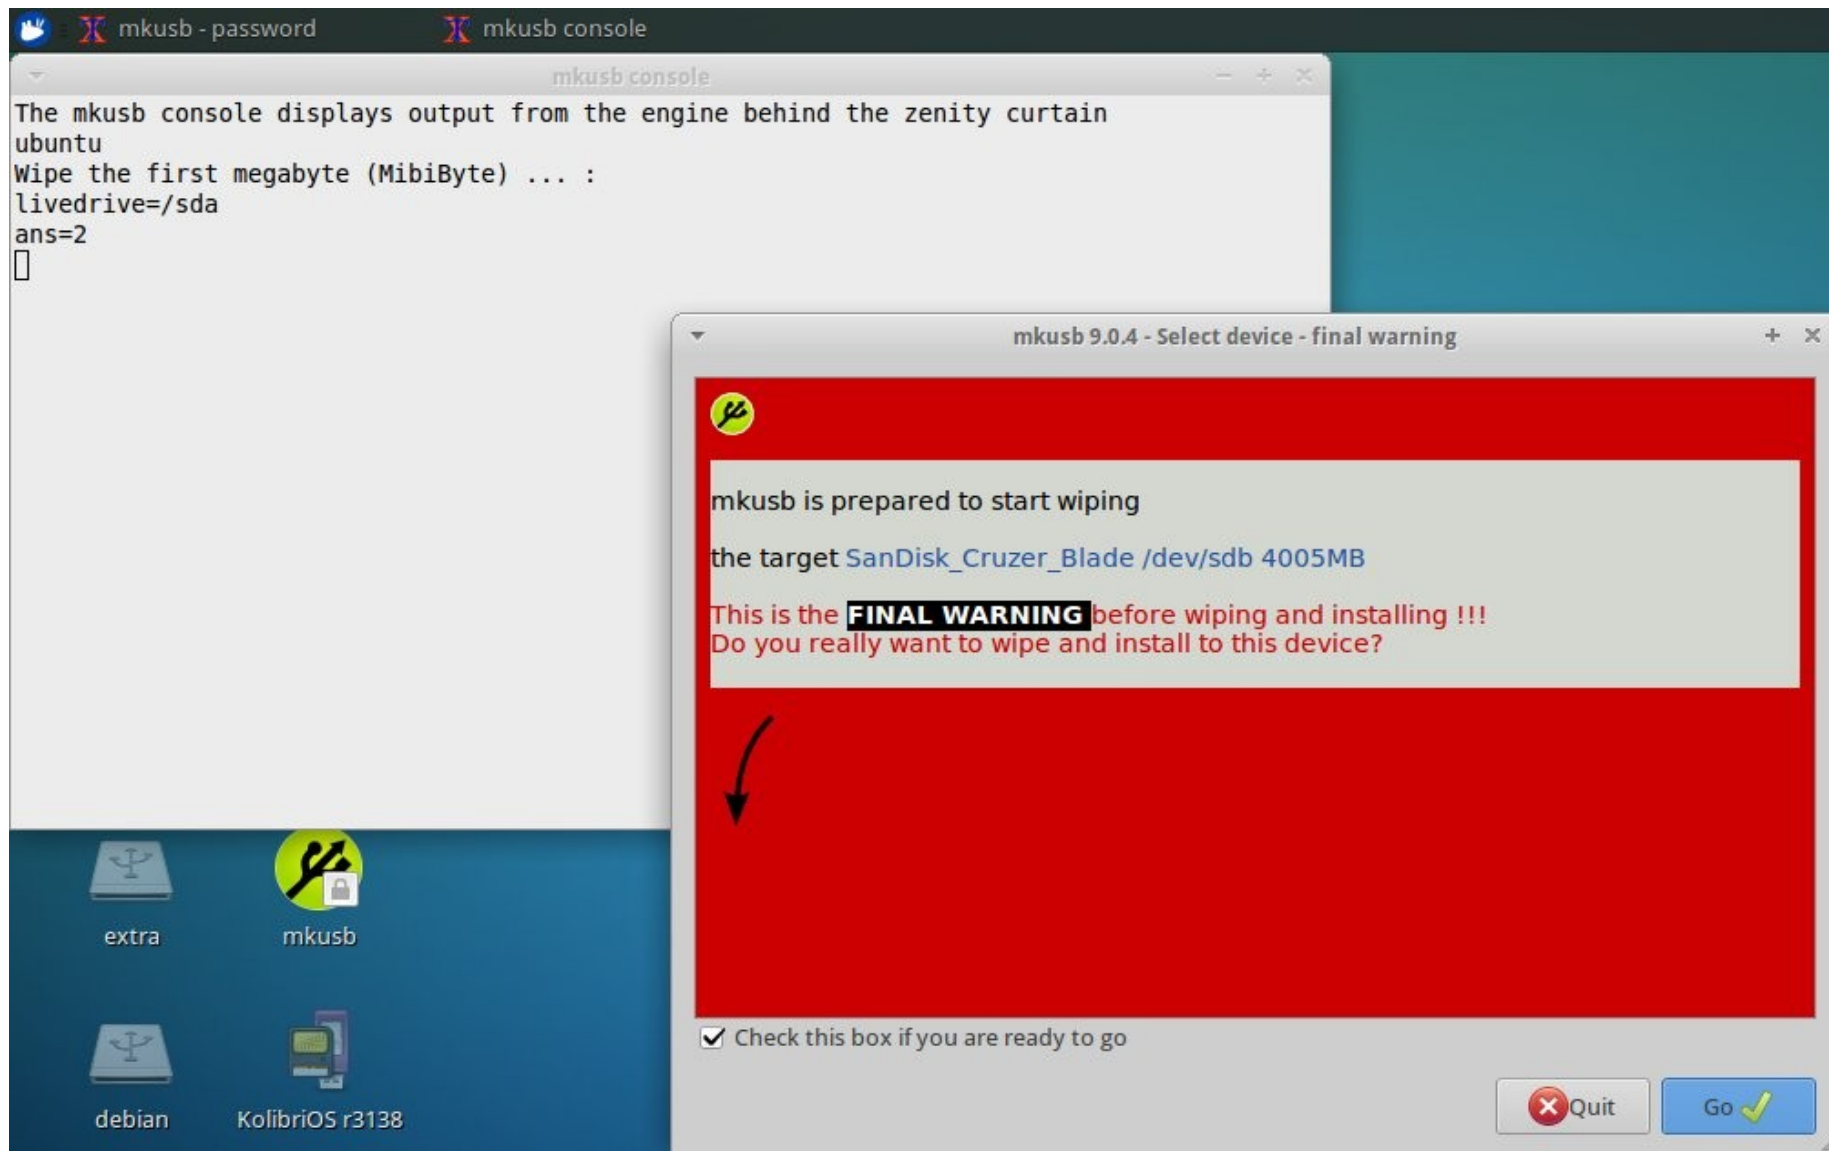 mkusb - password
mkusb console
mkusb console
The mkusb console displays output from the engine behind the zenity curtain
ubuntu
Wipe the first megabyte (MibiByte) ... :
livedrive=/sda
ans=2
mkusb 9.0.4 - Select device - final warning
mkusb is prepared to start wiping
the target SanDisk_Cruzer_Blade /dev/sdb 4005MB
This is the FINAL WARNING before wiping and installing !!!
Do you really want to wipe and install to this device?
Check this box if you are ready to go
Quit
Go
extra
mkusb
debian
KolibriOS r3138